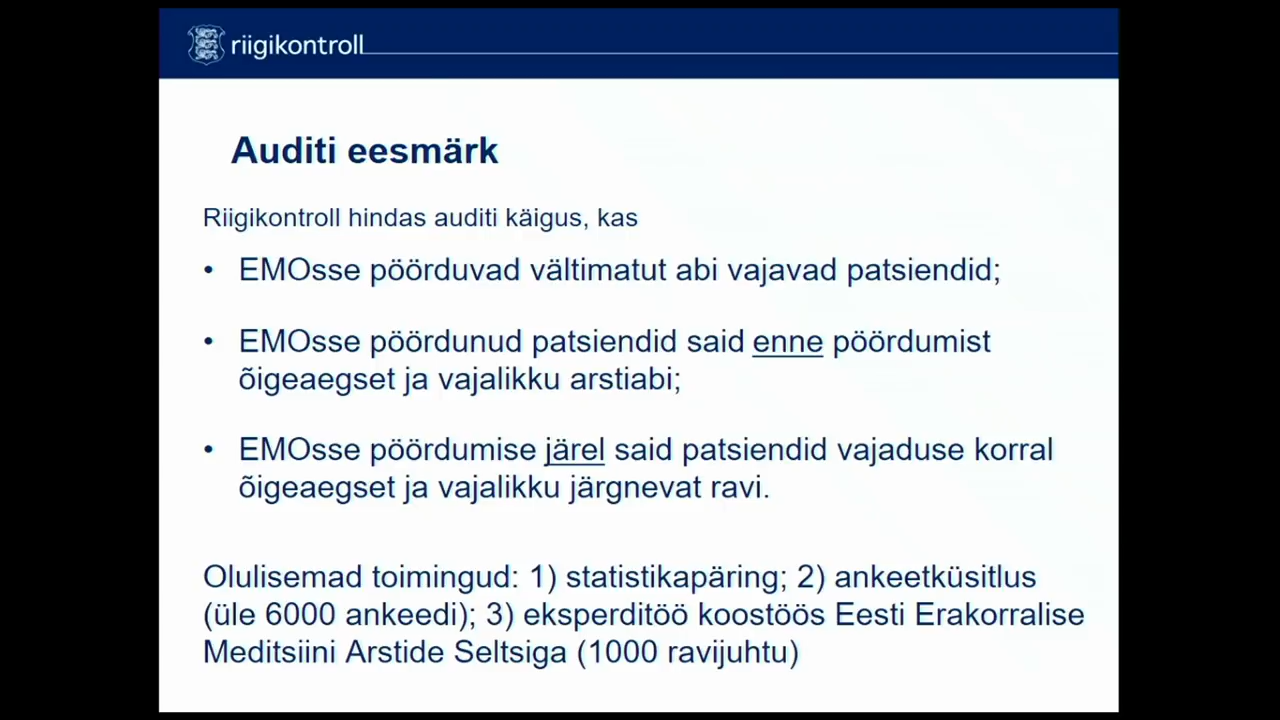 riigikontroll
Auditi eesmärk
Riigikontroll hindas auditi käigus, kas
• EMOsse pöörduvad vältimatut abi vajavad patsiendid;
• EMOsse pöördunud patsiendid said enne pöördumist
õigeaegset ja vajalikku arstiabi;
• EMOsse pöördumise järel said patsiendid vajaduse korral
õigeaegset ja vajalikku järgnevat ravi.
Olulisemad toimingud: 1) statistikapäring; 2) ankeetküsitlus
(üle 6000 ankeedi); 3) eksperditöö koostöös Eesti Erakorralise
Meditsiini Arstide Seltsiga (1000 ravijuhtu)